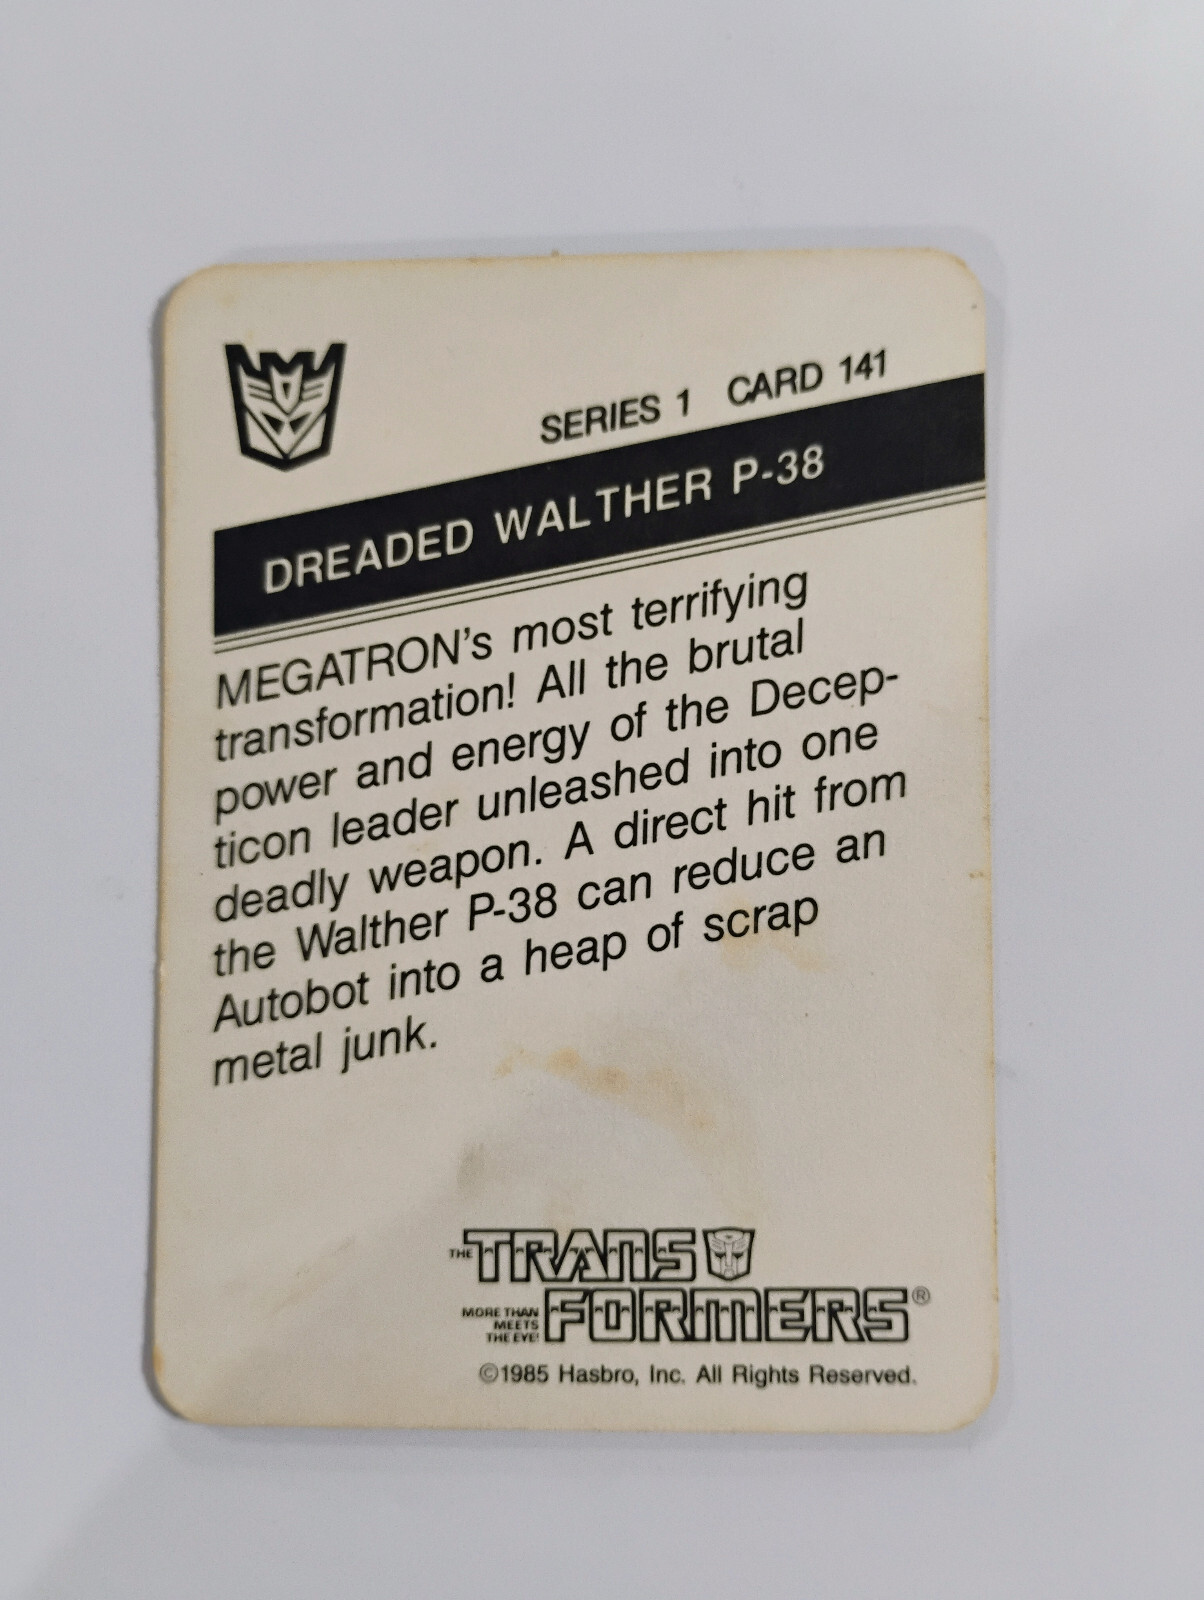 SERIES 1 CARD 141
DREADED WALTHER P-38
MEGATRON's most terrifying
transformation! All the brutal
power and energy of the Decep-
ticon leader unleashed into one
deadly weapon. A direct hit from
the Walther P-38 can reduce an
Autobot into a heap of scrap
metal junk.
THE TRANS
FORMERS®
MORE THAN
MEETS
THE EYE!
©1985 Hasbro, Inc. All Rights Reserved.